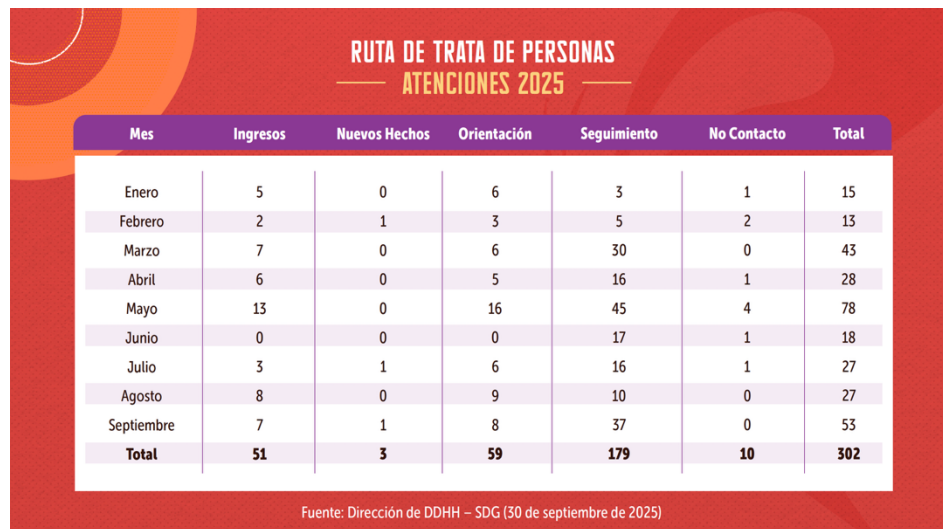 RUTA DE TRATA DE PERSONAS
ATENCIONES 2025
Mes Ingresos Nuevos Hechos Orientación Seguimiento No Contacto Total
Enero 5 0 6 3 1 15
Febrero 2 1 3 5 2 13
Marzo 7 0 6 30 0 43
Abril 6 0 5 16 1 28
Mayo 13 0 16 45 4 78
Junio 0 0 0 17 1 18
Julio 3 1 6 16 1 27
Agosto 8 0 9 10 0 27
Septiembre 7 1 8 37 0 53
Total 51 3 59 179 10 302
Fuente: Dirección de DDHH – SDG (30 de septiembre de 2025)